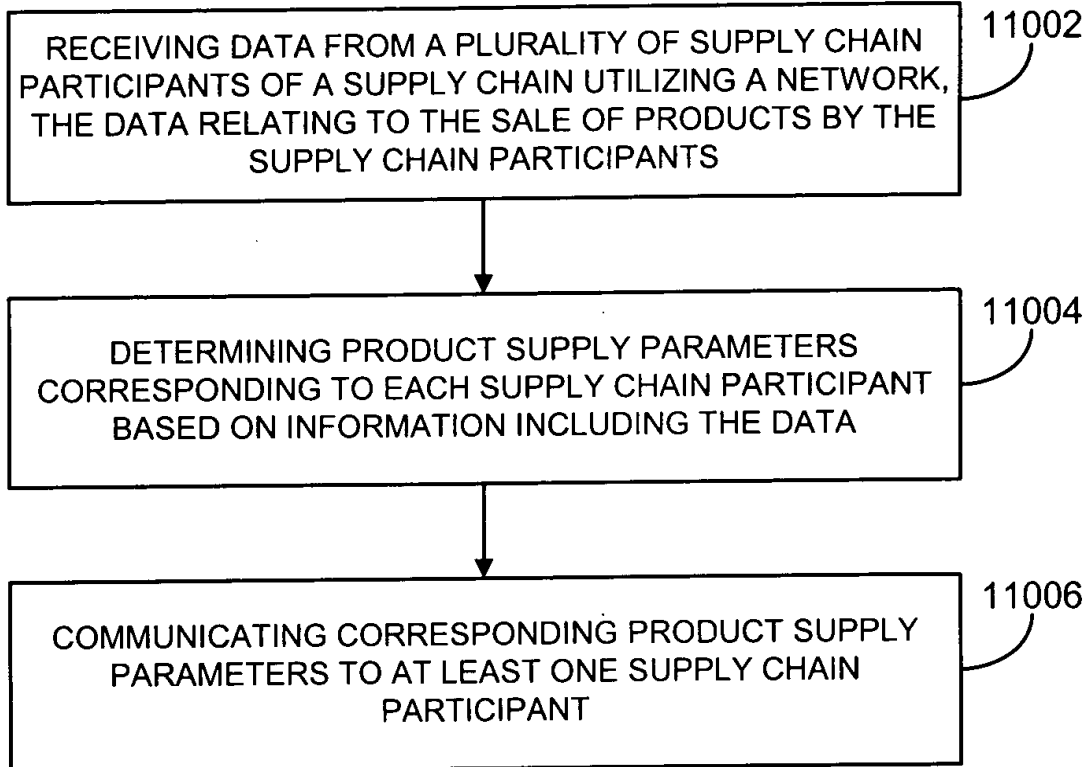 RECEIVING DATA FROM A PLURALITY OF SUPPLY CHAIN
PARTICIPANTS OF A SUPPLY CHAIN UTILIZING A NETWORK,
THE DATA RELATING TO THE SALE OF PRODUCTS BY THE
SUPPLY CHAIN PARTICIPANTS
11002
DETERMINING PRODUCT SUPPLY PARAMETERS
CORRESPONDING TO EACH SUPPLY CHAIN PARTICIPANT
BASED ON INFORMATION INCLUDING THE DATA
11004
COMMUNICATING CORRESPONDING PRODUCT SUPPLY
PARAMETERS TO AT LEAST ONE SUPPLY CHAIN
PARTICIPANT
11006